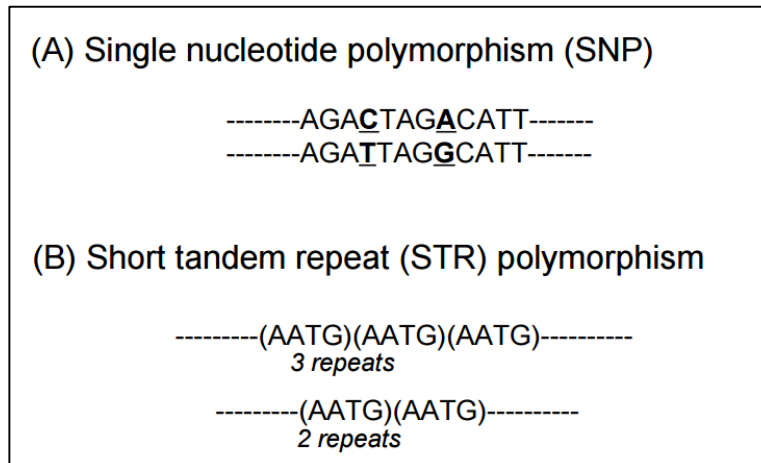 (A) Single nucleotide polymorphism (SNP)
--------AGACTAGACATT-------
--------AGATTAGGCATT-------
(B) Short tandem repeat (STR) polymorphism
---------(AATG)(AATG)(AATG)----------
3 repeats
---------(AATG)(AATG)----------
2 repeats